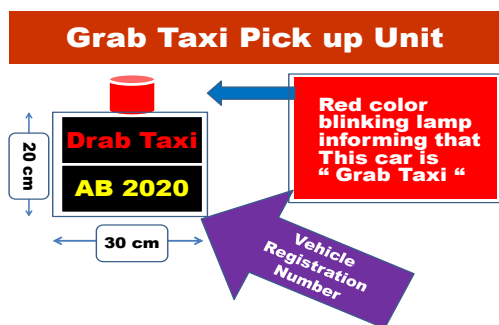 Grab Taxi Pick up Unit
Red color
blinking lamp
informing that
This car is
“ Grab Taxi “
Drab Taxi
AB 2020
20 cm
30 cm
Vehicle
Registration
Number